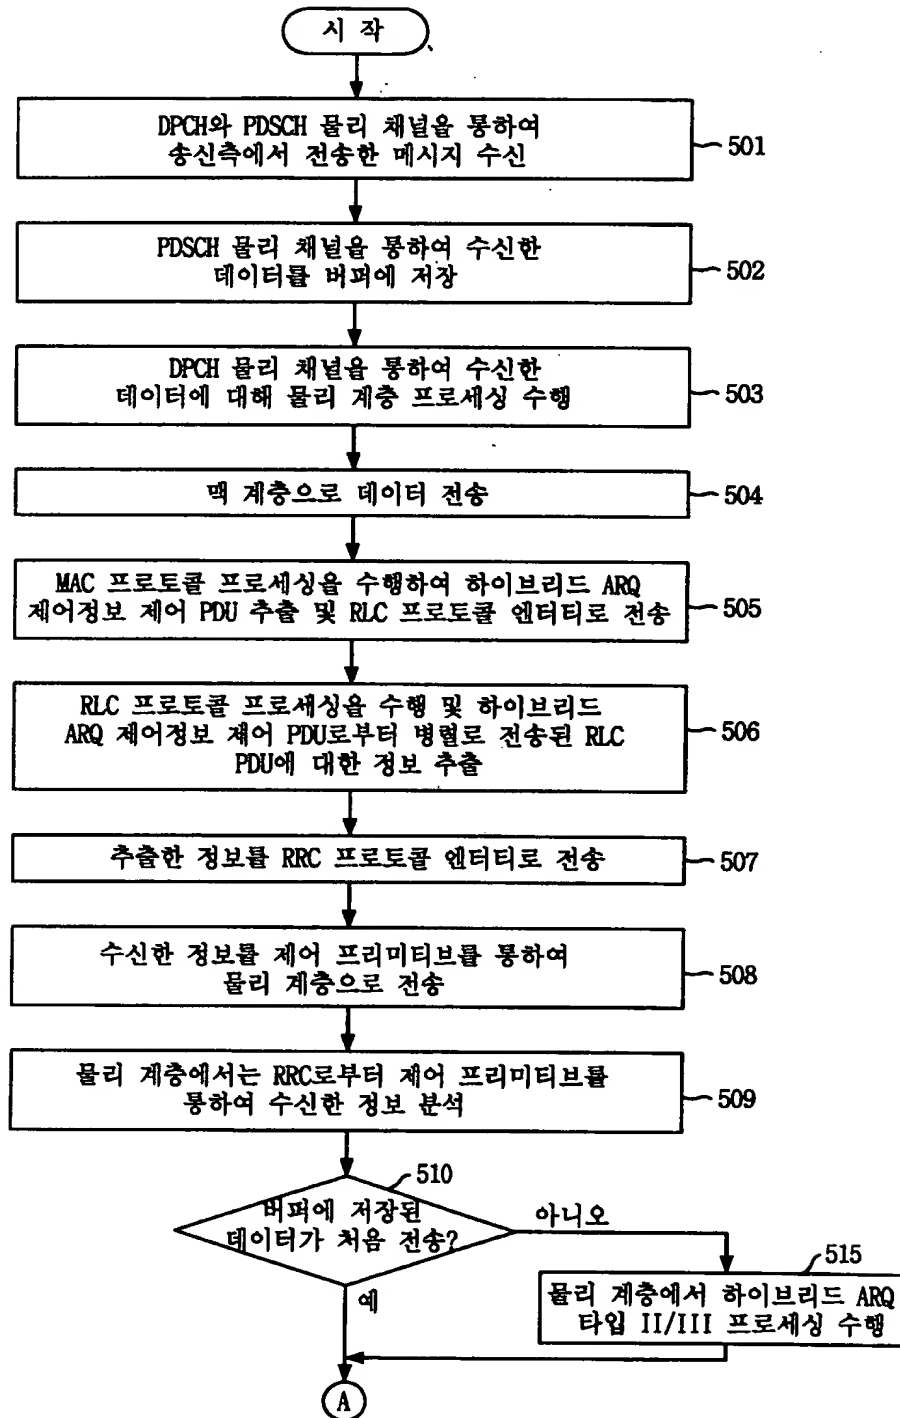 시 작
DPCH와 PDSCH 물리 채널을 통하여
송신측에서 전송한 메시지 수신
501
PDSCH 물리 채널을 통하여 수신한
데이터를 버퍼에 저장
502
DPCH 물리 채널을 통하여 수신한
데이터에 대해 물리 계층 프로세싱 수행
503
맥 계층으로 데이터 전송
504
MAC 프로토콜 프로세싱을 수행하여 하이브리드 ARQ
제어정보 제어 PDU 추출 및 RLC 프로토콜 엔터티로 전송
505
RLC 프로토콜 프로세싱을 수행 및 하이브리드
ARQ 제어정보 제어 PDU로부터 병렬로 전송된 RLC
PDU에 대한 정보 추출
506
추출한 정보를 RRC 프로토콜 엔터티로 전송
507
수신한 정보를 제어 프리미티브를 통하여
물리 계층으로 전송
508
물리 계층에서는 RRC로부터 제어 프리미티브를
통하여 수신한 정보 분석
509
510
버퍼에 저장된
데이터가 처음 전송?
아니오
예
515
물리 계층에서 하이브리드 ARQ
타입 II/III 프로세싱 수행
A